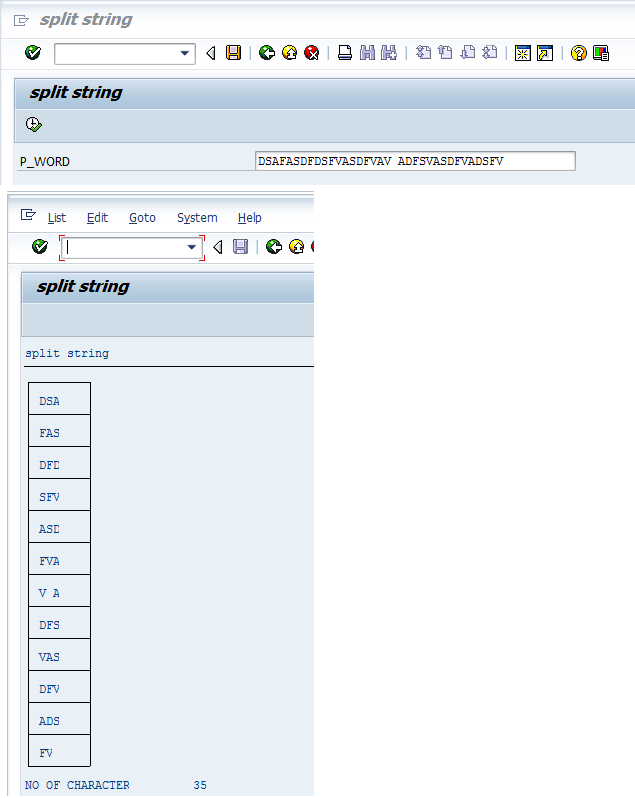 split string
split string
P_WORD DSAFASDFDSFVASDFVAV ADFSVASDFVADSFV
List Edit Goto System Help
split string
split string
DSA
FAS
DFD
SFV
ASD
FVA
V A
DFS
VAS
DFV
ADS
FV
NO OF CHARACTER 35